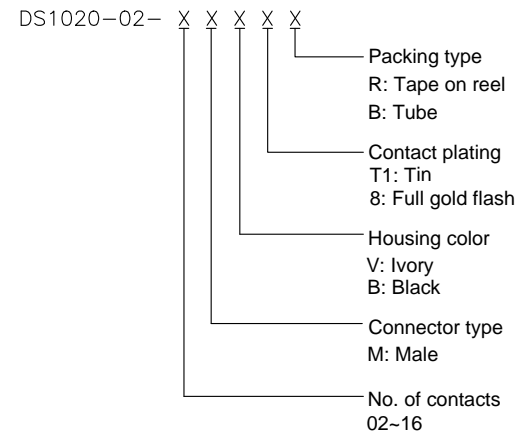 DS1020-02- X X X X X
Packing type
R: Tape on reel
B: Tube
Contact plating
T1: Tin
8: Full gold flash
Housing color
V: Ivory
B: Black
Connector type
M: Male
No. of contacts
02~16